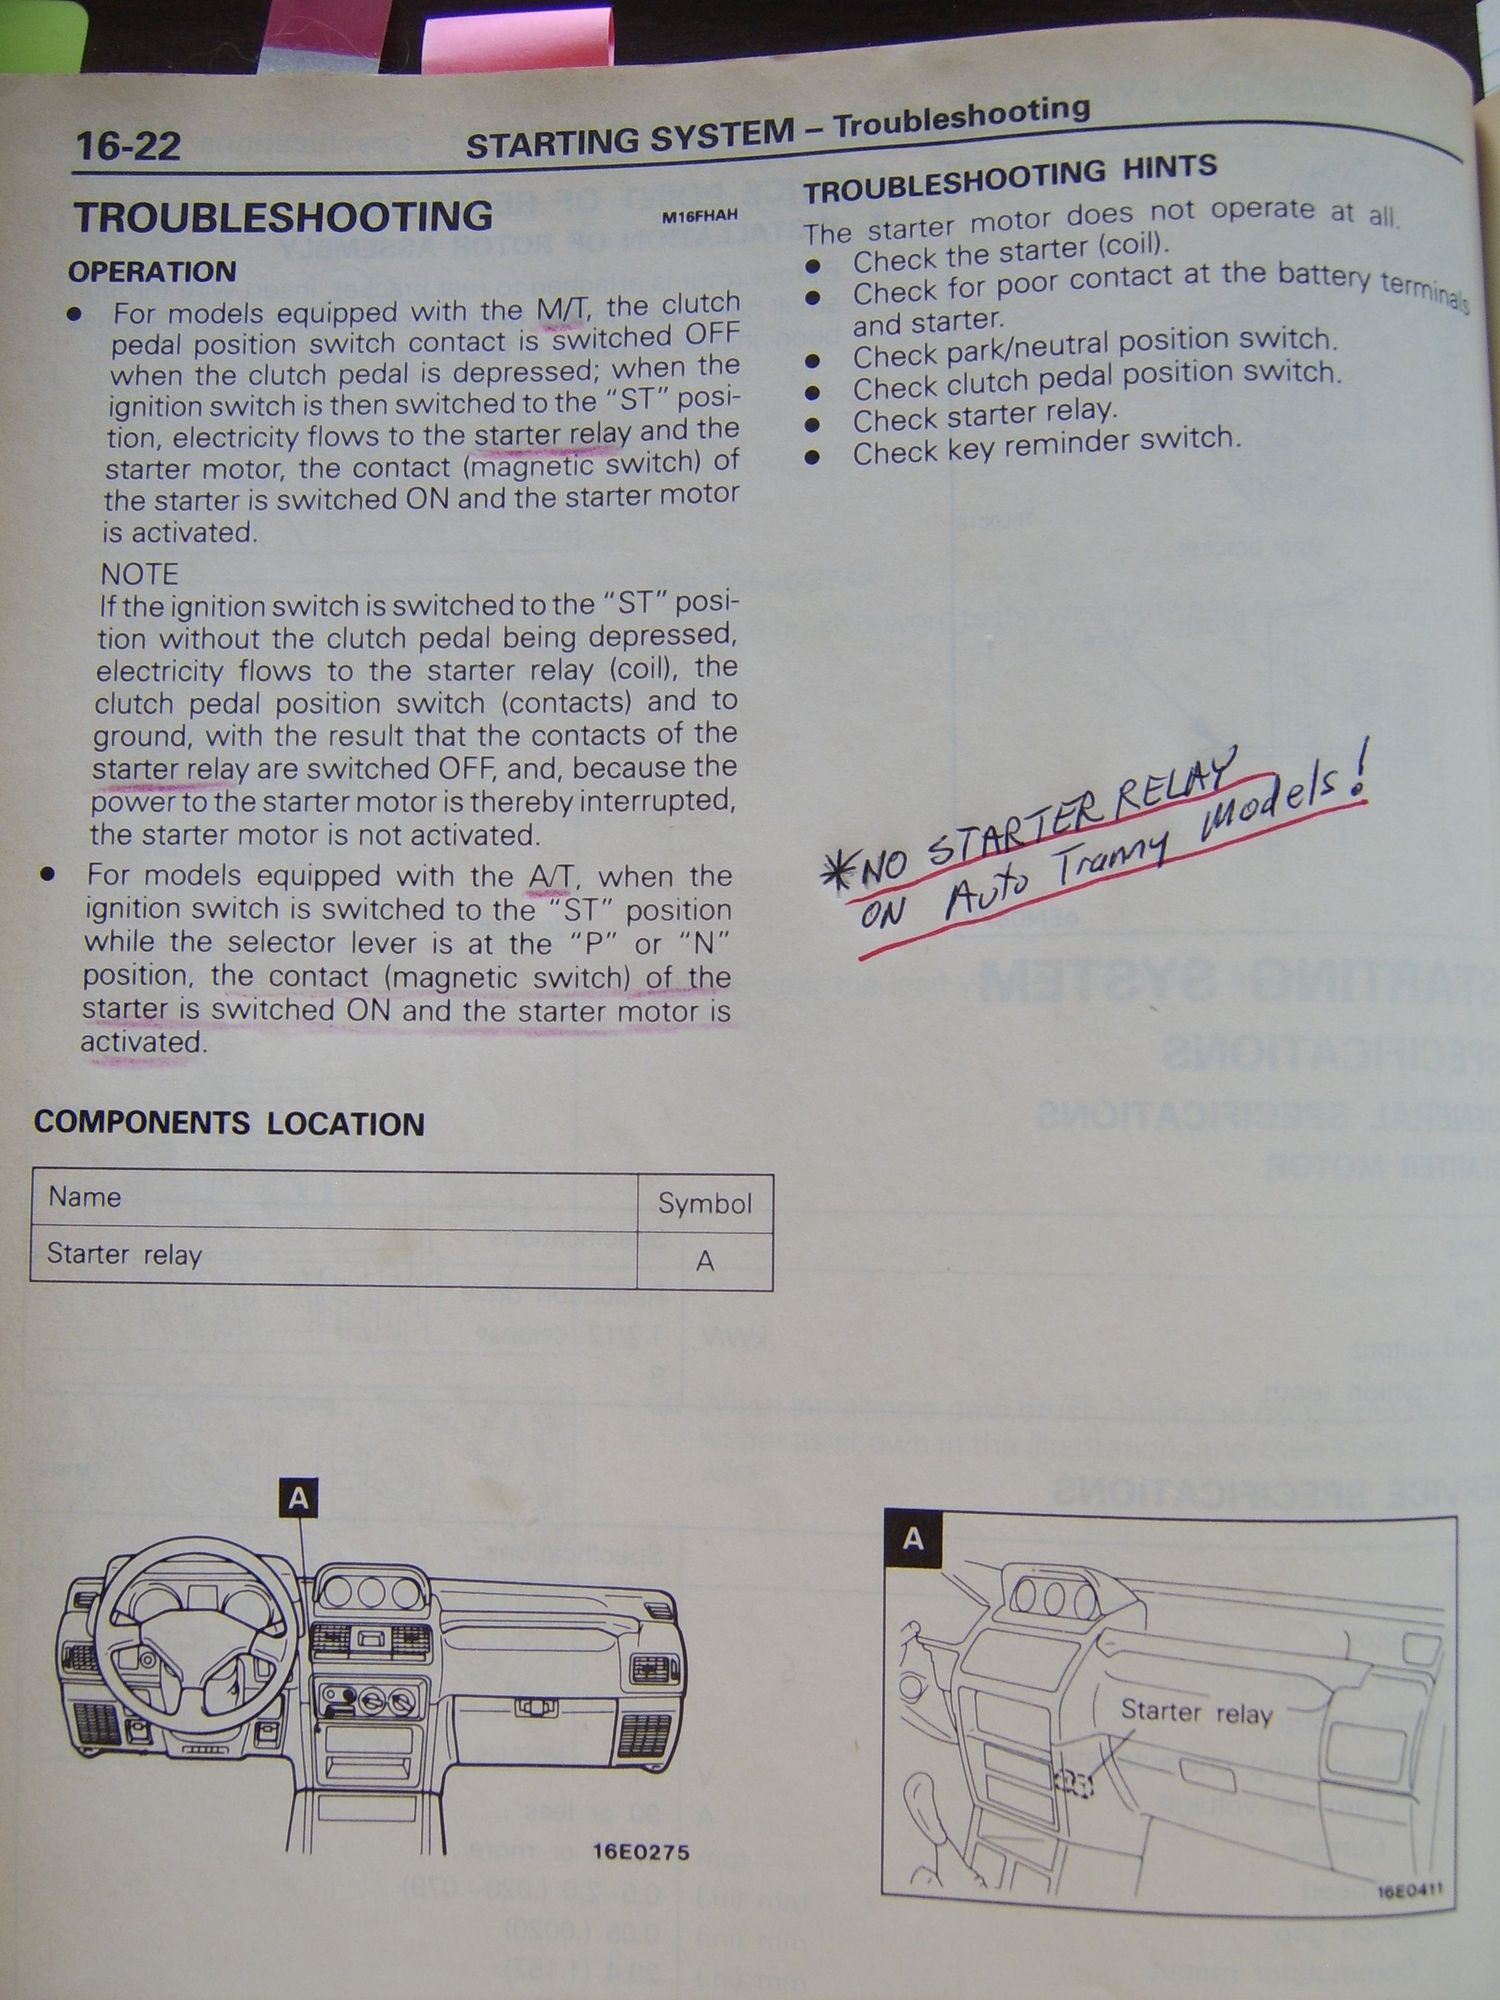 16-22
STARTING SYSTEM – Troubleshooting
TROUBLESHOOTING
M16FHAH
OPERATION
● For models equipped with the M/T, the clutch
pedal position switch contact is switched OFF
when the clutch pedal is depressed; when the
ignition switch is then switched to the “ST” posi-
tion, electricity flows to the starter relay and the
starter motor, the contact (magnetic switch) of
the starter is switched ON and the starter motor
is activated.
NOTE
If the ignition switch is switched to the “ST” posi-
tion without the clutch pedal being depressed,
electricity flows to the starter relay (coil), the
clutch pedal position switch (contacts) and to
ground, with the result that the contacts of the
starter relay are switched OFF, and, because the
power to the starter motor is thereby interrupted,
the starter motor is not activated.
● For models equipped with the A/T, when the
ignition switch is switched to the “ST” position
while the selector lever is at the “P” or “N”
position, the contact (magnetic switch) of the
starter is switched ON and the starter motor is
activated.
TROUBLESHOOTING HINTS
The starter motor does not operate at all.
● Check the starter (coil).
● Check for poor contact at the battery terminals
and starter.
● Check park/neutral position switch.
● Check clutch pedal position switch.
● Check starter relay.
● Check key reminder switch.
*NO STARTER RELAY
ON Auto Tranny Models!
COMPONENTS LOCATION
Name Symbol
Starter relay A
A
16E0275
A
Starter relay
16E0411